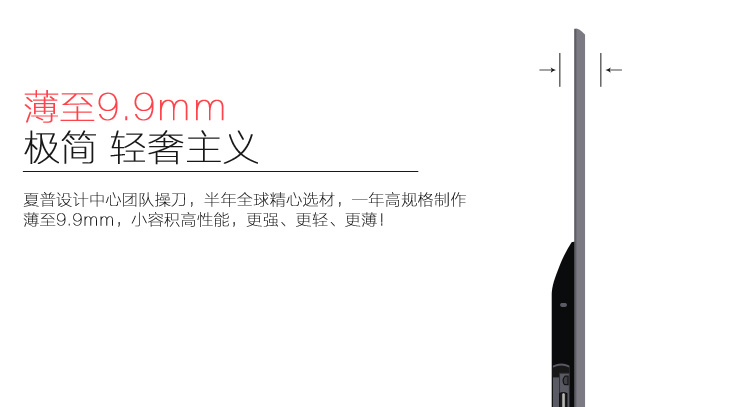 薄至9.9mm
极简 轻奢主义
夏普设计中心团队操刀，半年全球精心选材，一年高规格制作
薄至9.9mm，小容积高性能，更强、更轻、更薄!